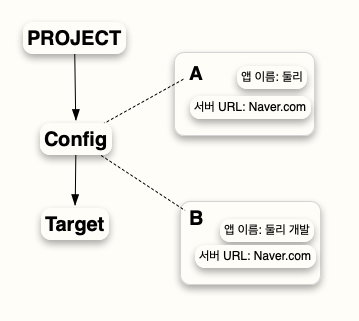 PROJECT
A
앱 이름: 둘리
서버 URL: Naver.com
Config
Target
B
앱 이름: 둘리 개발
서버 URL: Naver.com